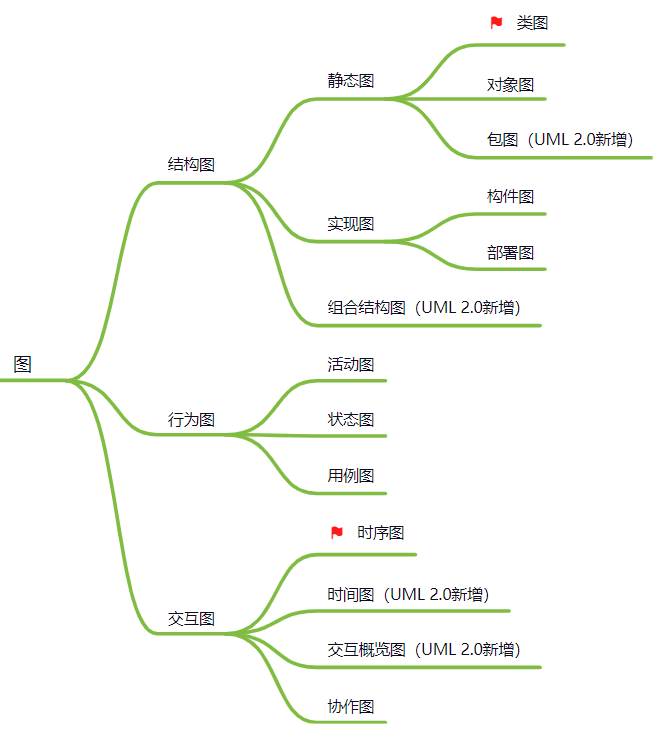 图
结构图
静态图
类图
对象图
包图（UML 2.0新增）
实现图
构件图
部署图
组合结构图（UML 2.0新增）
行为图
活动图
状态图
用例图
交互图
时序图
时间图（UML 2.0新增）
交互概览图（UML 2.0新增）
协作图